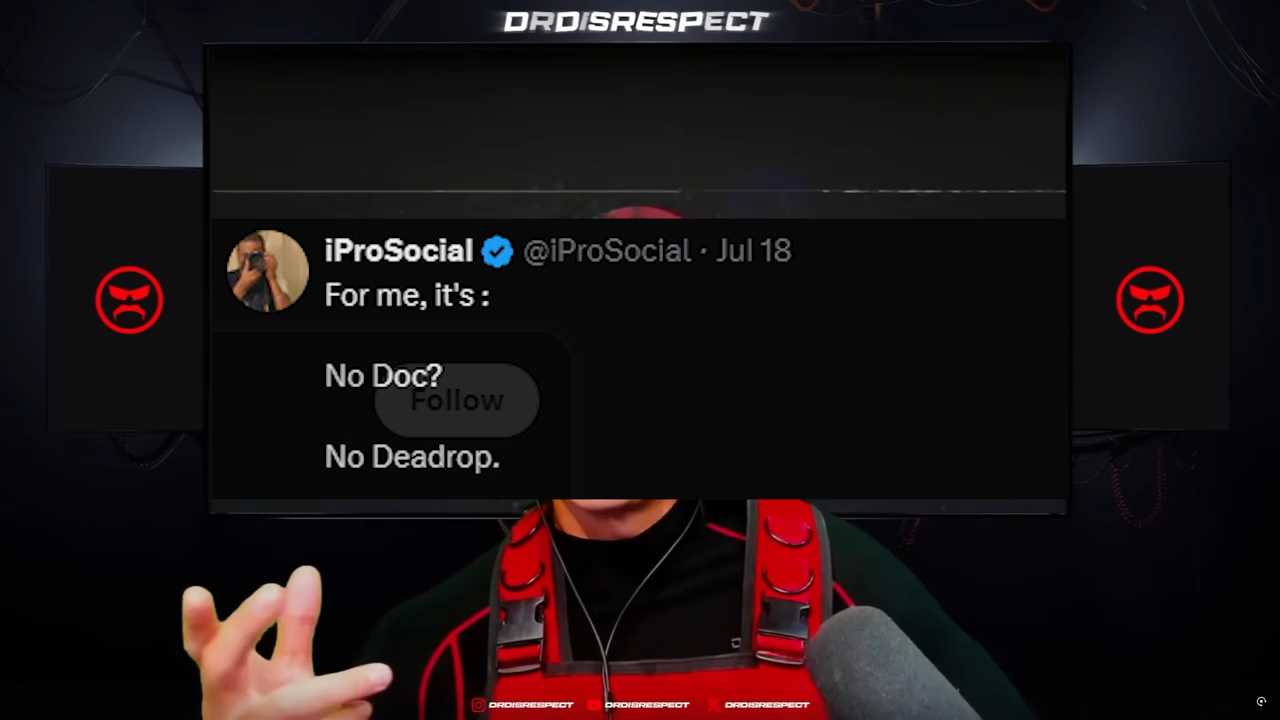 DRDISRESPECT
iProSocial @iProSocial · Jul 18
For me, it's :
No Doc?
Follow
No Deadrop.
DRDISRESPECT DRDISRESPECT DRDISRESPECT